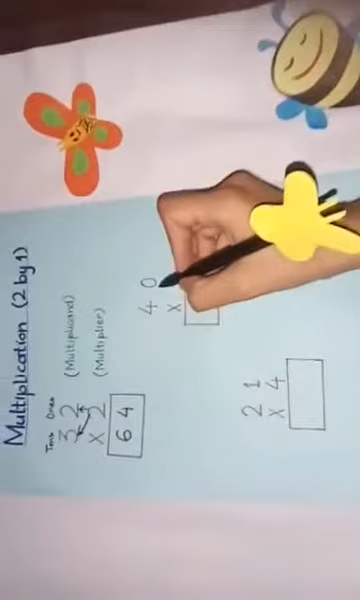 Multiplication (2 by 1)
Tens Ones
3 2 (Multiplicand)
x 2 (Multiplier)
6 4
4 0
x
2 1
x 4